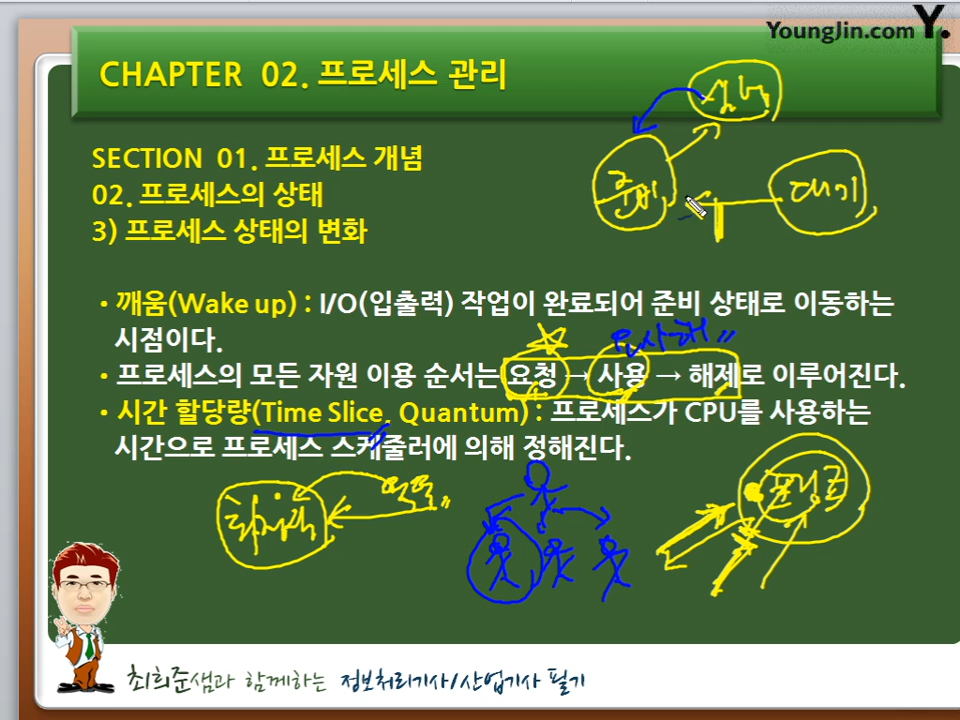 YoungJin.com Y.
CHAPTER 02. 프로세스 관리
실행
SECTION 01. 프로세스 개념
02. 프로세스의 상태
준비
대기
3) 프로세스 상태의 변화
• 깨움(Wake up) : I/O(입출력) 작업이 완료되어 준비 상태로 이동하는
시점이다.
요사해
• 프로세스의 모든 자원 이용 순서는 요청 → 사용 → 해제로 이루어진다.
• 시간 할당량(Time Slice, Quantum) : 프로세스가 CPU를 사용하는
시간으로 프로세스 스케줄러에 의해 정해진다.
최희준샘과 함께하는 정보처리기사/산업기사 필기